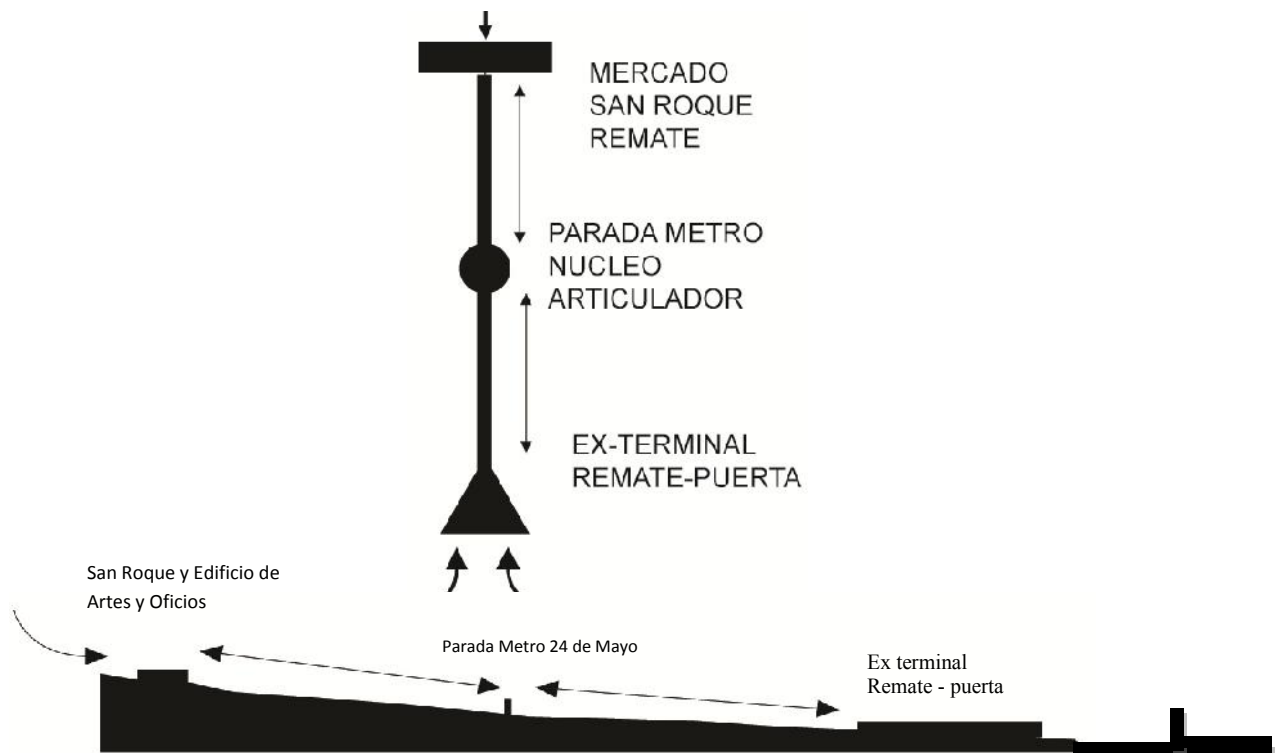 MERCADO
SAN ROQUE
REMATE
PARADA METRO
NUCLEO
ARTICULADOR
EX-TERMINAL
REMATE-PUERTA
San Roque y Edificio de
Artes y Oficios
Parada Metro 24 de Mayo
Ex terminal
Remate - puerta